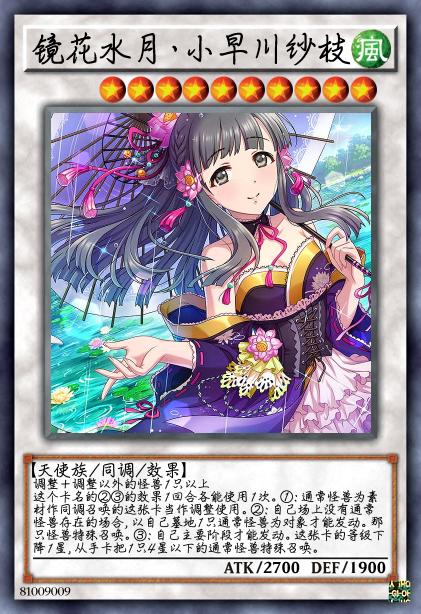 镜花水月·小早川纱枝
風
【天使族/同调/效果】
调整＋调整以外的怪兽1只以上
这个卡名的②③的效果1回合各能使用1次。①：通常怪兽为素
材作同调召唤的这张卡当作调整使用。②：自己场上没有通常
怪兽存在的场合，以自己墓地1只通常怪兽为对象才能发动。那
只怪兽特殊召唤。③：自己主要阶段才能发动。这张卡的等级下
降1星，从手卡把1只4星以下的通常怪兽特殊召唤。
ATK/2700 DEF/1900
81009009